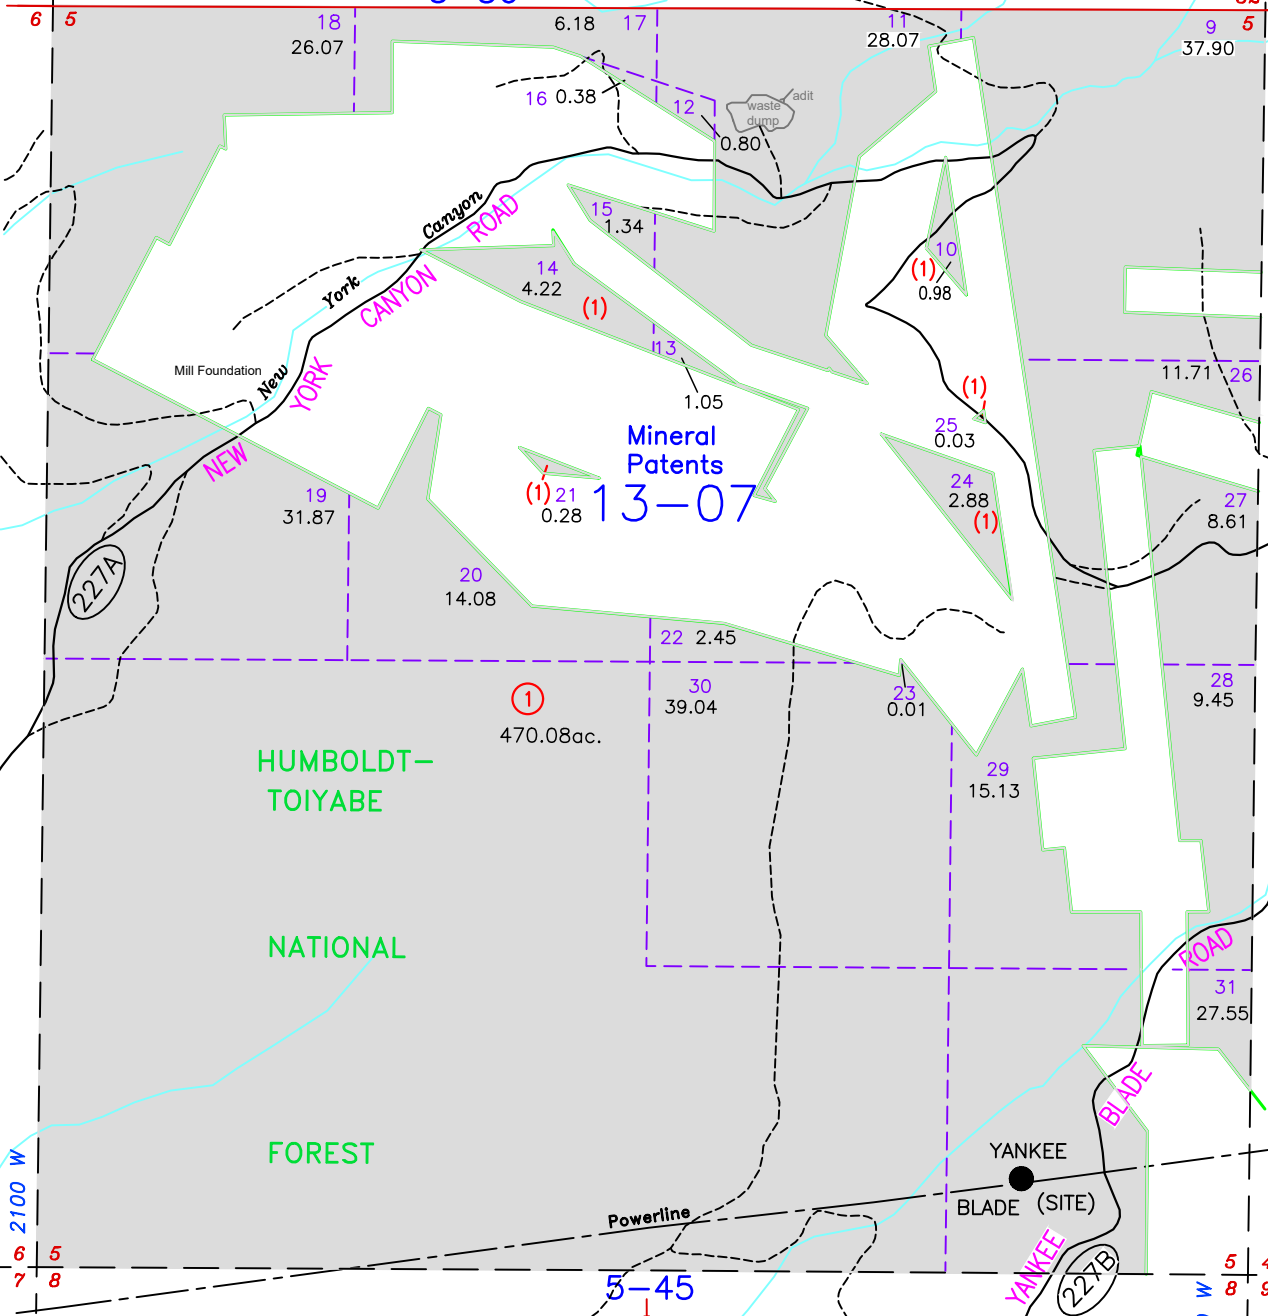 6 5
18
26.07
6.18
17
11
28.07
5
9
37.90
16 0.38
12
0.80
waste
dump
adit
Canyon
ROAD
15
1.34
14
4.22
(1)
10
(1)
0.98
York
CANYON
13
1.05
Mill Foundation
New
YORK
NEW
11.71 26
(1)
25
0.03
Mineral
Patents
13-07
24
2.88
(1)
19
31.87
(1) 21
0.28
27
8.61
227A
20
14.08
22 2.45
30
39.04
23
0.01
28
9.45
1
470.08ac.
HUMBOLDT-
TOIYABE
29
15.13
NATIONAL
ROAD
31
27.55
BLADE
FOREST
YANKEE
BLADE (SITE)
2100 W
Powerline
YANKEE
227B
6 5
7 8
5-45
5
8
W